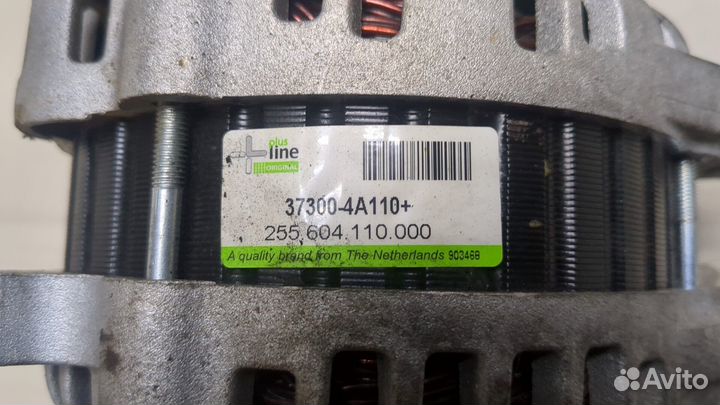 plus
line
ORIGINAL
37300-4A110+
255.604.110.000
A quality brand from The Netherlands 903468
Avito